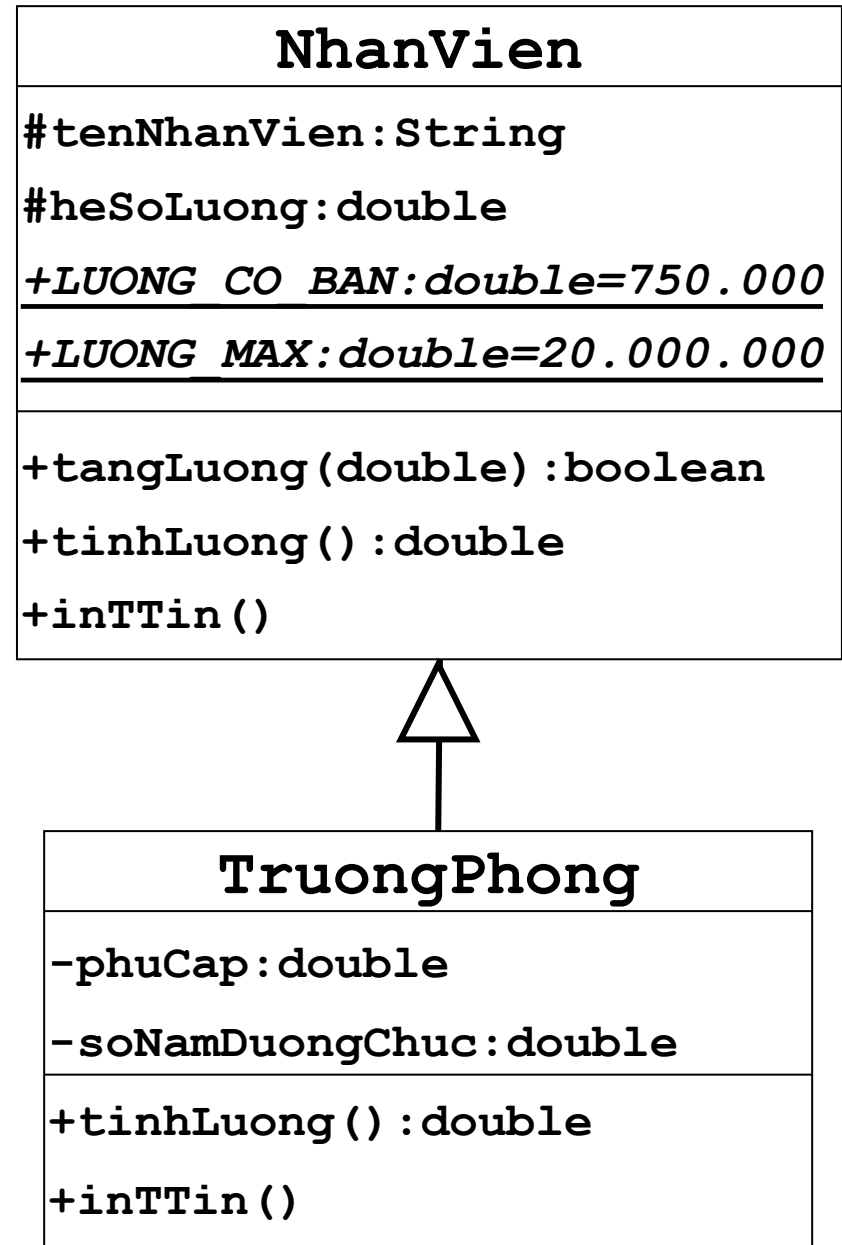 NhanVien
#tenNhanVien:String
#heSoLuong:double
+LUONG_CO_BAN:double=750.000
+LUONG_MAX:double=20.000.000
+tangLuong(double):boolean
+tinhLuong():double
+inTTin()
TruongPhong
-phuCap:double
-soNamDuongChuc:double
+tinhLuong():double
+inTTin()